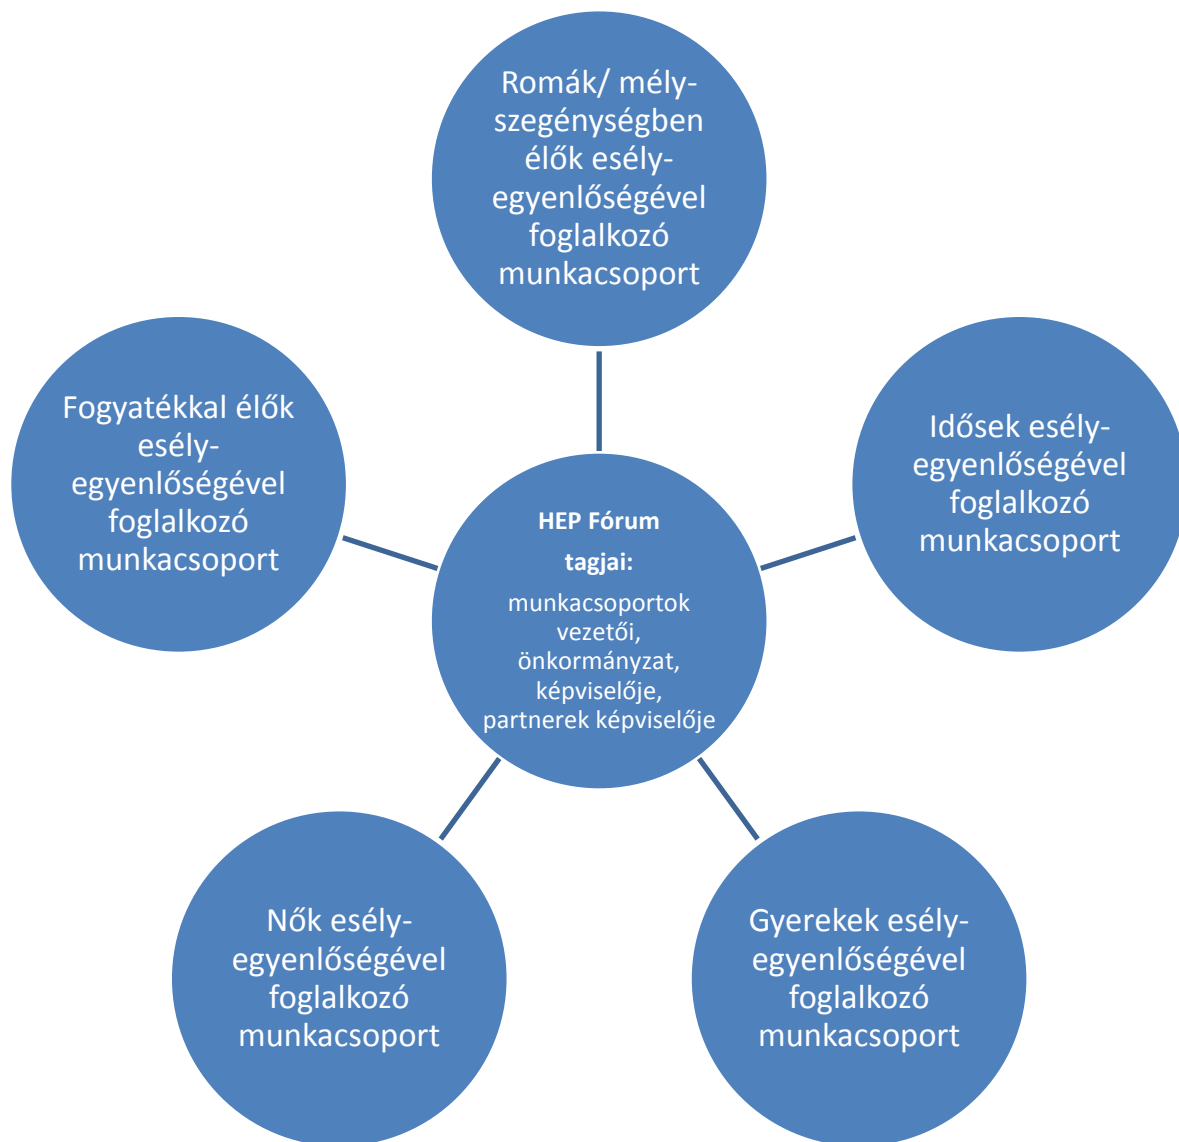 Romák/ mély-
szegénységben
élők esély-
egyenlőségével
foglalkozó
munkacsoport
Fogyatékkal élők
esély-
egyenlőségével
foglalkozó
munkacsoport
Idősek esély-
egyenlőségével
foglalkozó
munkacsoport
HEP Fórum
tagjai:
munkacsoportok
vezetői,
önkormányzat,
képviselője,
partnerek képviselője
Nők esély-
egyenlőségével
foglalkozó
munkacsoport
Gyerekek esély-
egyenlőségével
foglalkozó
munkacsoport